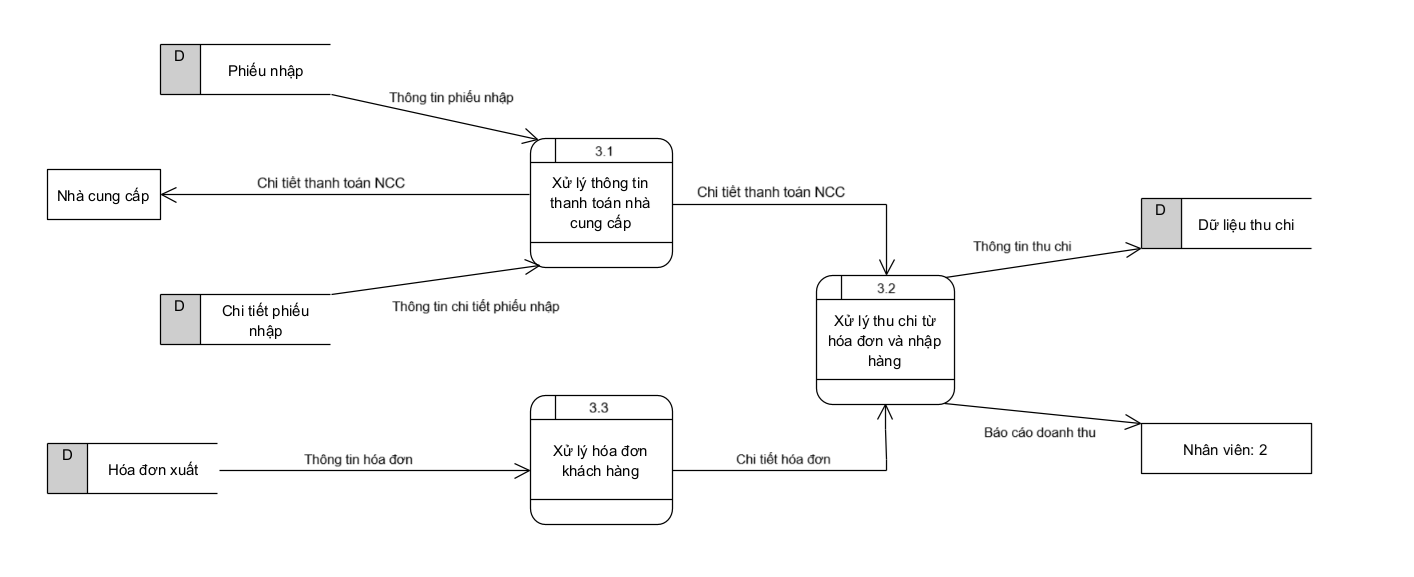 D
Phiếu nhập
Thông tin phiếu nhập
3.1
Xử lý thông tin
thanh toán nhà
cung cấp
Nhà cung cấp
Chi tiết thanh toán NCC
Chi tiết thanh toán NCC
D
Chi tiết phiếu
nhập
Thông tin chi tiết phiếu nhập
D
Dữ liệu thu chi
Thông tin thu chi
3.2
Xử lý thu chi từ
hóa đơn và nhập
hàng
3.3
Xử lý hóa đơn
khách hàng
D
Hóa đơn xuất
Thông tin hóa đơn
Chi tiết hóa đơn
Báo cáo doanh thu
Nhân viên: 2